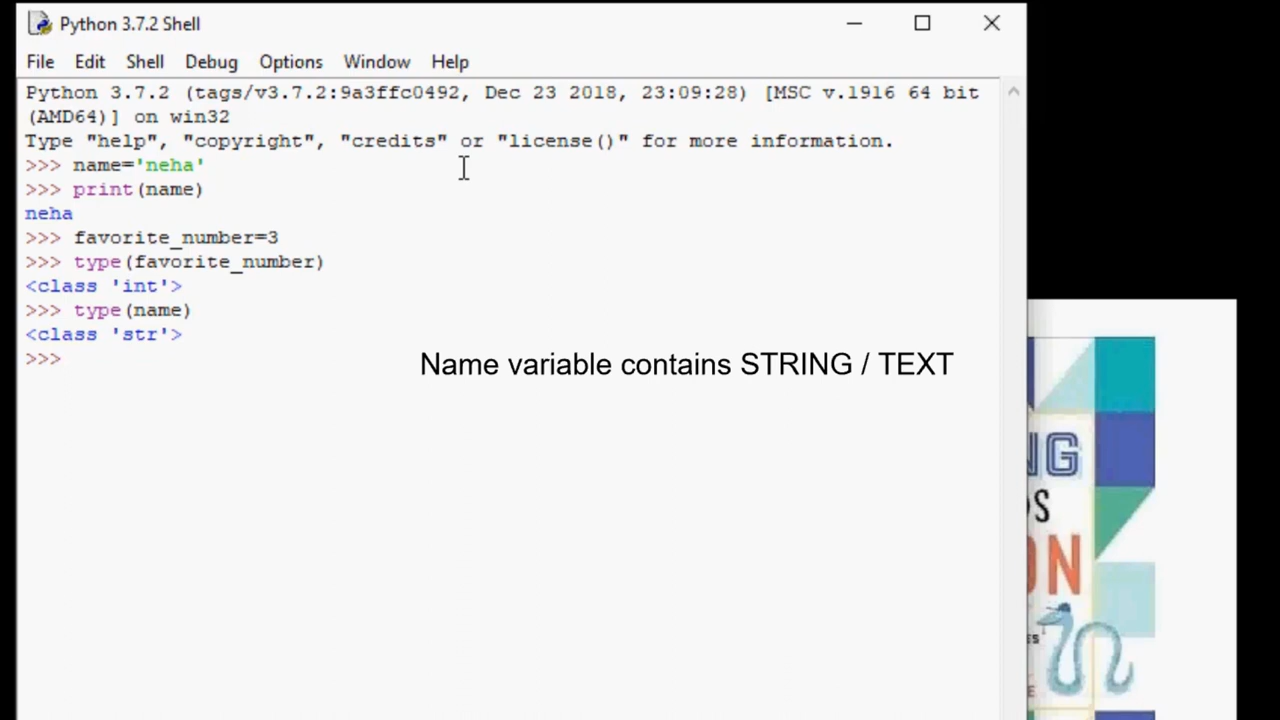 Python 3.7.2 Shell
File Edit Shell Debug Options Window Help
Python 3.7.2 (tags/v3.7.2:9a3ffc0492, Dec 23 2018, 23:09:28) [MSC v.1916 64 bit
(AMD64)] on win32
Type "help", "copyright", "credits" or "license()" for more information.
>>> name='neha'
>>> print(name)
neha
>>> favorite_number=3
>>> type(favorite_number)
<class 'int'>
>>> type(name)
<class 'str'>
>>>
Name variable contains STRING / TEXT